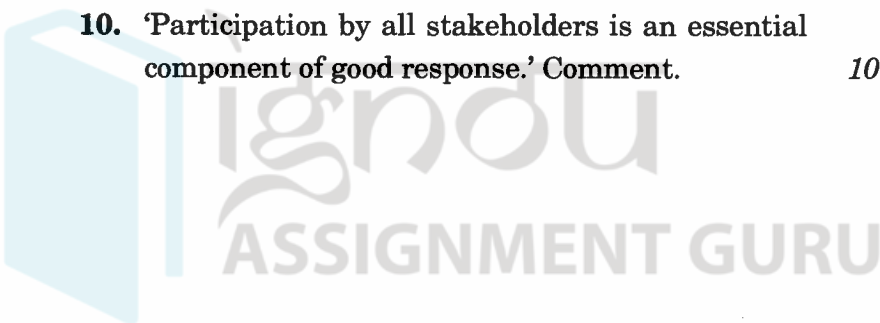 10. ‘Participation by all stakeholders is an essential
component of good response.’ Comment. 10
ignou
ASSIGNMENT GURU